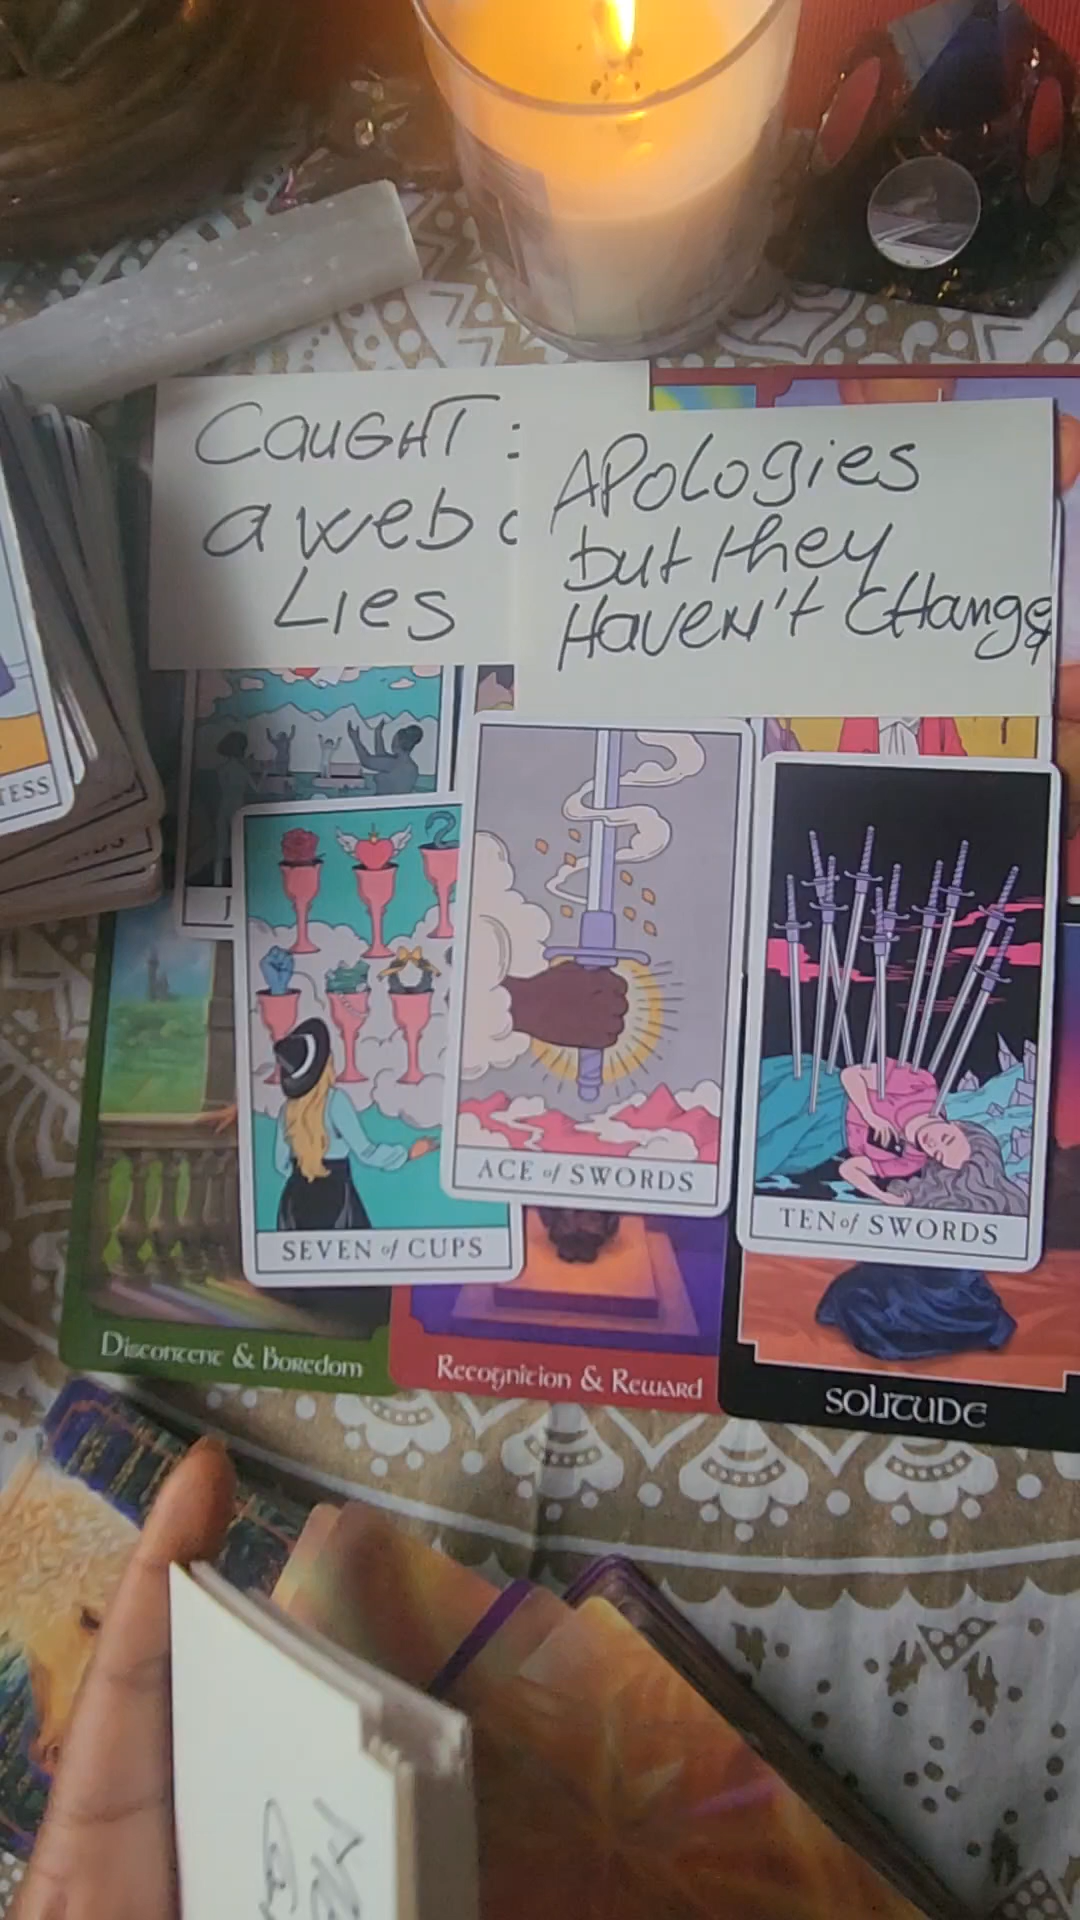 CAUGHT:
a web
Lies
APologies
but they
HAVEN'T CHange
TESS
J
SEVEN of CUPS
ACE of SWORDS
TEN of SWORDS
Discontent & Boredom
Recognition & Reward
SOLITUDE